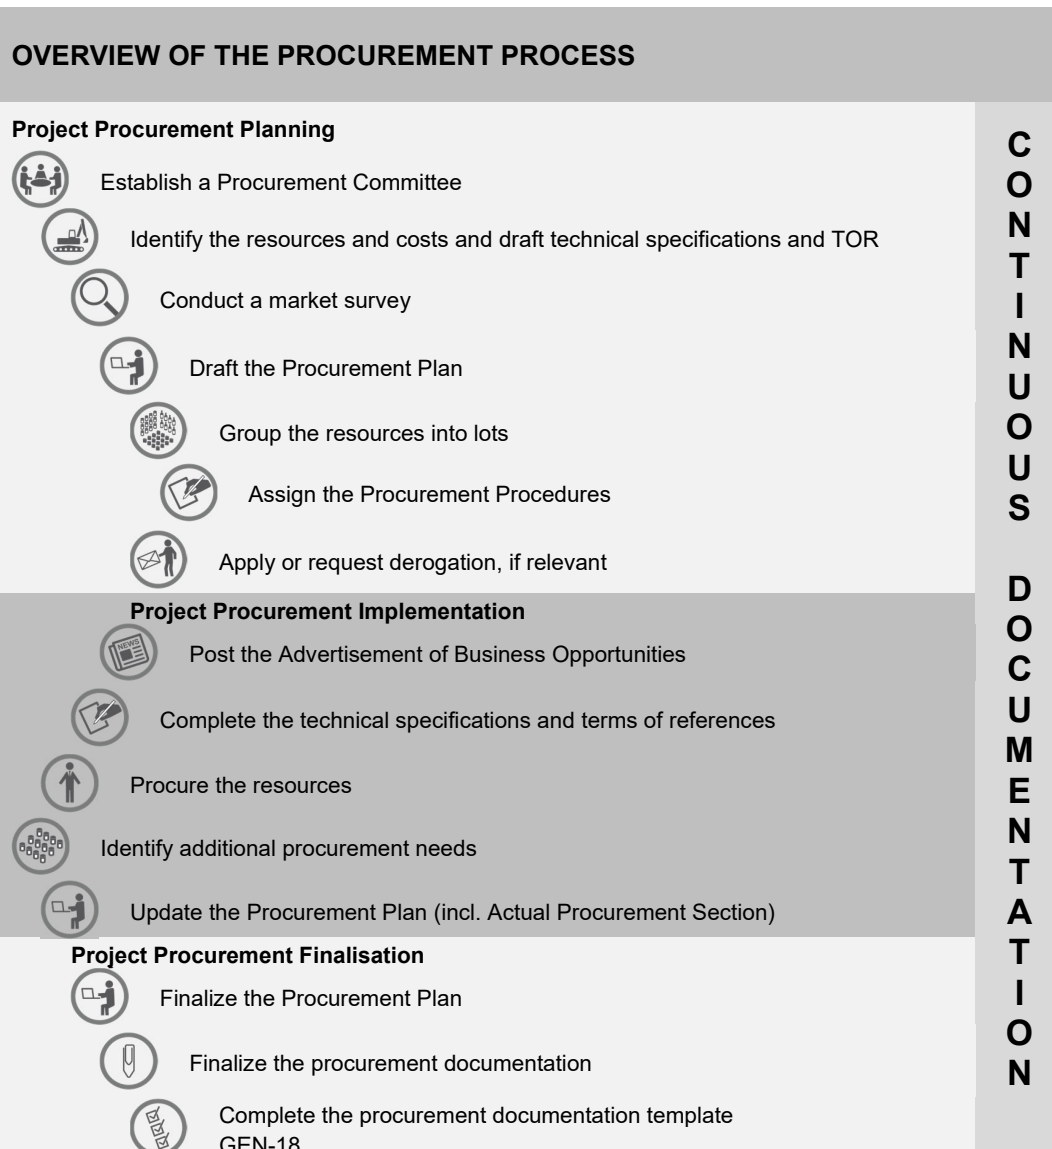 OVERVIEW OF THE PROCUREMENT PROCESS
Project Procurement Planning
Establish a Procurement Committee
Identify the resources and costs and draft technical specifications and TOR
Conduct a market survey
Draft the Procurement Plan
Group the resources into lots
Assign the Procurement Procedures
Apply or request derogation, if relevant
Project Procurement Implementation
NEWS
Post the Advertisement of Business Opportunities
Complete the technical specifications and terms of references
Procure the resources
Identify additional procurement needs
Update the Procurement Plan (incl. Actual Procurement Section)
Project Procurement Finalisation
Finalize the Procurement Plan
Finalize the procurement documentation
Complete the procurement documentation template
GEN-18
CONTINUOUS DOCUMENTATION